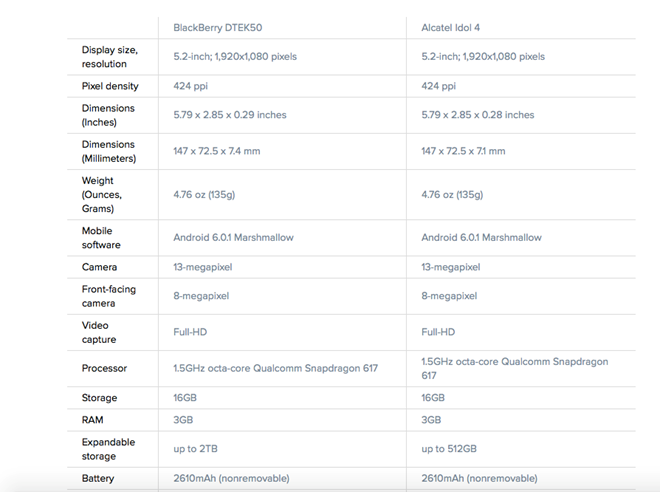 BlackBerry DTEK50 Alcatel Idol 4
Display size,
resolution
5.2-inch; 1,920x1,080 pixels 5.2-inch; 1,920x1,080 pixels
Pixel density 424 ppi 424 ppi
Dimensions
(Inches)
5.79 x 2.85 x 0.29 inches 5.79 x 2.85 x 0.28 inches
Dimensions
(Millimeters)
147 x 72.5 x 7.4 mm 147 x 72.5 x 7.1 mm
Weight
(Ounces,
Grams)
4.76 oz (135g) 4.76 oz (135g)
Mobile
software
Android 6.0.1 Marshmallow Android 6.0.1 Marshmallow
Camera 13-megapixel 13-megapixel
Front-facing
camera
8-megapixel 8-megapixel
Video
capture
Full-HD Full-HD
Processor 1.5GHz octa-core Qualcomm Snapdragon 617 1.5GHz octa-core Qualcomm Snapdragon
617
Storage 16GB 16GB
RAM 3GB 3GB
Expandable
storage
up to 2TB up to 512GB
Battery 2610mAh (nonremovable) 2610mAh (nonremovable)